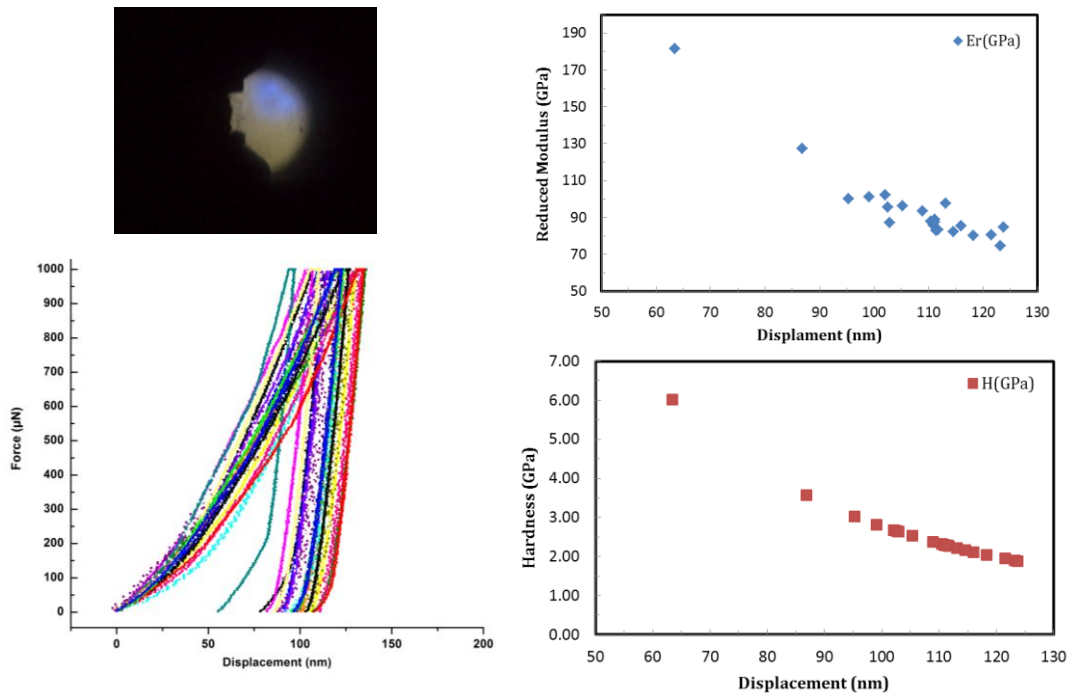 190
170
150
130
110
90
70
50
Reduced Modulus (GPa)
Er(GPa)
50 60 70 80 90 100 110 120 130
Displament (nm)
1000
900
800
700
600
500
400
300
200
100
0
Force (µN)
0 50 100 150 200
Displacement (nm)
7.00
6.00
5.00
4.00
3.00
2.00
1.00
0.00
Hardness (GPa)
H(GPa)
50 60 70 80 90 100 110 120 130
Displacement (nm)